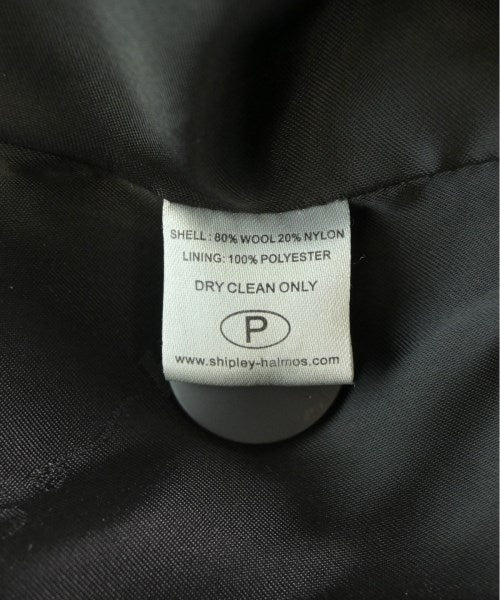 SHELL: 80% WOOL 20% NYLON
LINING: 100% POLYESTER
DRY CLEAN ONLY
P
www.shipley-halmos.com